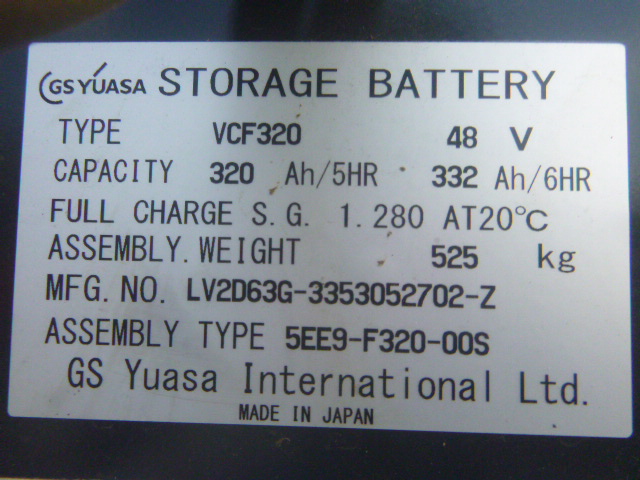 GS YUASA STORAGE BATTERY
TYPE VCF320 48 V
CAPACITY 320 Ah/5HR 332 Ah/6HR
FULL CHARGE S.G. 1.280 AT20℃
ASSEMBLY.WEIGHT 525 kg
MFG.NO. LV2D63G-3353052702-Z
ASSEMBLY TYPE 5EE9-F320-00S
GS Yuasa International Ltd.
MADE IN JAPAN